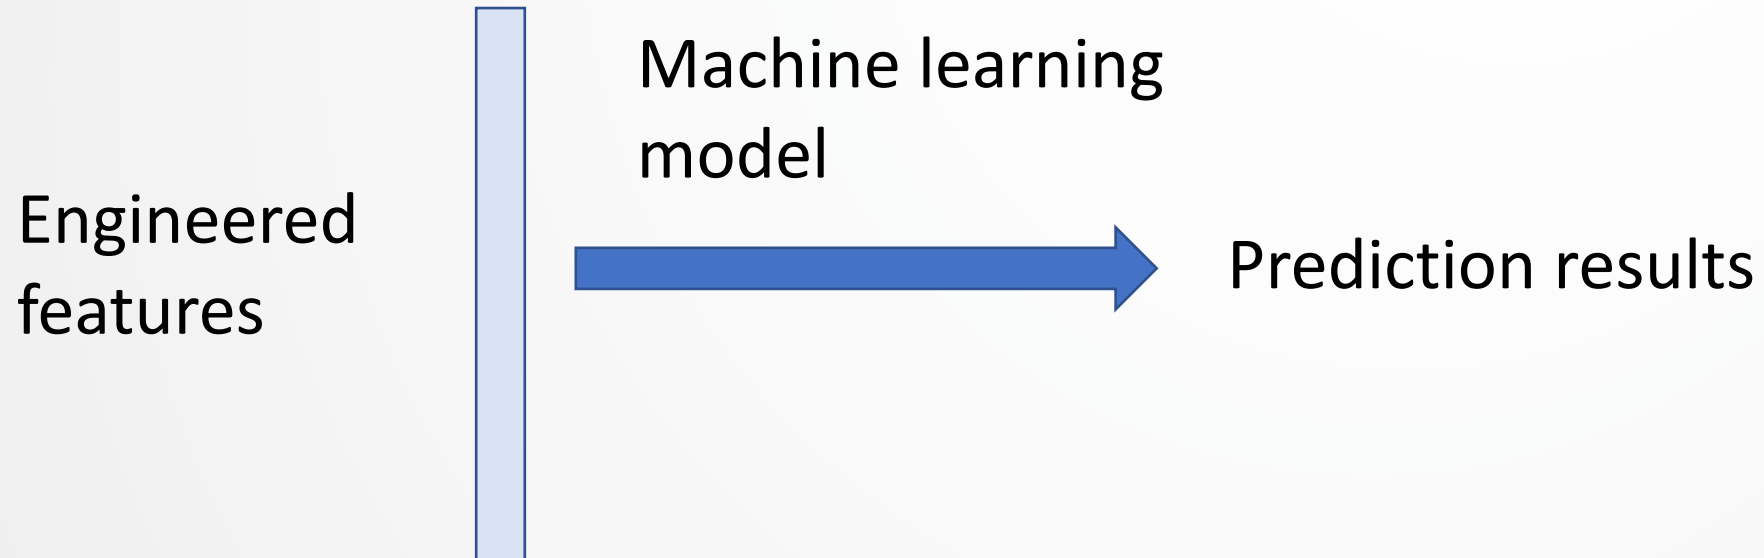 Engineered
features
Machine learning
model
Prediction results